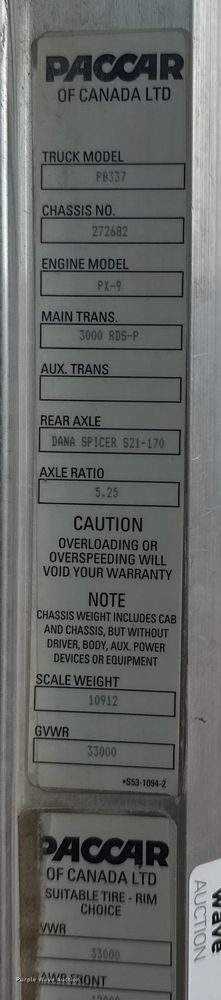 PACCAR
OF CANADA LTD
TRUCK MODEL
PB337
CHASSIS NO.
272682
ENGINE MODEL
PX-9
MAIN TRANS.
3000 RDS-P
AUX. TRANS
REAR AXLE
DANA SPICER S21-170
AXLE RATIO
5.25
CAUTION
OVERLOADING OR
OVERSPEEDING WILL
VOID YOUR WARRANTY
NOTE
CHASSIS WEIGHT INCLUDES CAB
AND CHASSIS, BUT WITHOUT
DRIVER, BODY, AUX. POWER
DEVICES OR EQUIPMENT
SCALE WEIGHT
10912
GVWR
33000
•S53-1094-2
PACCAR
OF CANADA LTD
SUITABLE TIRE - RIM
CHOICE
VWR
33000
AWR FRONT
12000
wave
AUCTION
Purple Wave Auction